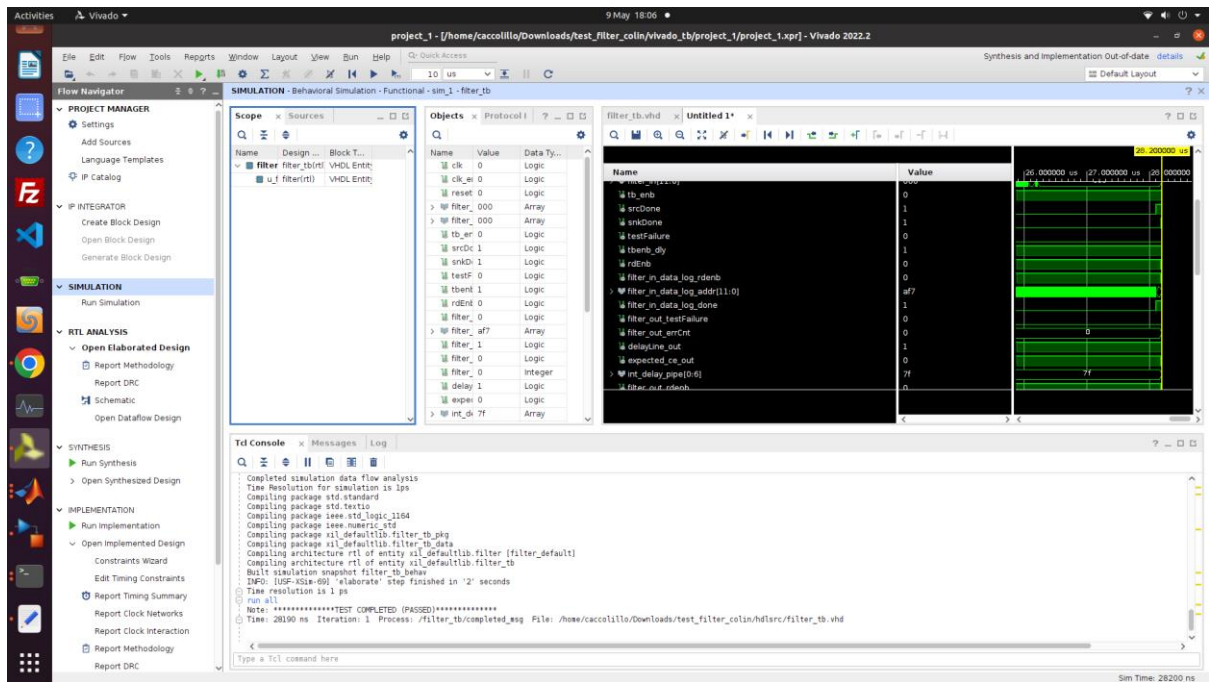 Activities Vivado 9 May 18:06
project_1 - [/home/caccolillo/Downloads/test_filter_colin/vivado_tb/project_1/project_1.xpr] - Vivado 2022.2
File Edit Flow Tools Reports Window Layout View Run Help Quick Access
Synthesis and Implementation Out-of-date details
10 us
Default Layout
Flow Navigator
PROJECT MANAGER
Settings
Add Sources
Language Templates
IP Catalog
IP INTEGRATOR
Create Block Design
Open Block Design
Generate Block Design
SIMULATION
Run Simulation
RTL ANALYSIS
Open Elaborated Design
Report Methodology
Report DRC
Schematic
Open Dataflow Design
SYNTHESIS
Run Synthesis
Open Synthesized Design
IMPLEMENTATION
Run Implementation
Open Implemented Design
Constraints Wizard
Edit Timing Constraints
Report Timing Summary
Report Clock Networks
Report Clock Interaction
Report Methodology
Report DRC
SIMULATION - Behavioral Simulation - Functional - sim_1 - filter_tb
Scope Sources
Name Design ... Block T...
filter filter_tb(rtl) VHDL Entit
u_f filter(rtl) VHDL Entit
Objects Protocol I
Name Value Data Ty...
clk 0 Logic
clk_e 0 Logic
reset 0 Logic
filter_ 000 Array
filter_ 000 Array
tb_er 0 Logic
srcDc 1 Logic
snkD 1 Logic
testF 0 Logic
tbent 1 Logic
rdEnt 0 Logic
filter_ 0 Logic
filter_ af7 Array
filter_ 1 Logic
filter_ 0 Logic
filter_ 0 Integer
delay 1 Logic
expe 0 Logic
int_d 7f Array
filter_tb.vhd Untitled 1*
28.200000 us
Name Value
26.000000 us 27.000000 us 28 000000
filter_in[11:0] 000
tb_enb 0
srcDone 1
snkDone 1
testFailure 0
tbenb_dly 1
rdEnb 0
filter_in_data_log_rdenb 0
filter_in_data_log_addr[11:0] af7
filter_in_data_log_done 1
filter_out_testFailure 0
filter_out_errCnt 0 0
delayLine_out 1
expected_ce_out 0
int_delay_pipe[0:6] 7f 7f
filter_out_rdenb 0
Tcl Console Messages Log
Completed simulation data flow analysis
Time Resolution for simulation is 1ps
Compiling package std.standard
Compiling package std.textio
Compiling package ieee.std_logic_1164
Compiling package ieee.numeric_std
Compiling package xil_defaultlib.filter_tb_pkg
Compiling package xil_defaultlib.filter_tb_data
Compiling architecture rtl of entity xil_defaultlib.filter [filter_default]
Compiling architecture rtl of entity xil_defaultlib.filter_tb
Built simulation snapshot filter_tb_behav
INFO: [USF-XSim-69] 'elaborate' step finished in '2' seconds
Time resolution is 1 ps
run all
Note: **************TEST COMPLETED (PASSED)**************
Time: 28190 ns Iteration: 1 Process: /filter_tb/completed_msg File: /home/caccolillo/Downloads/test_filter_colin/hdlsrc/filter_tb.vhd
Type a Tcl command here
Sim Time: 28200 ns